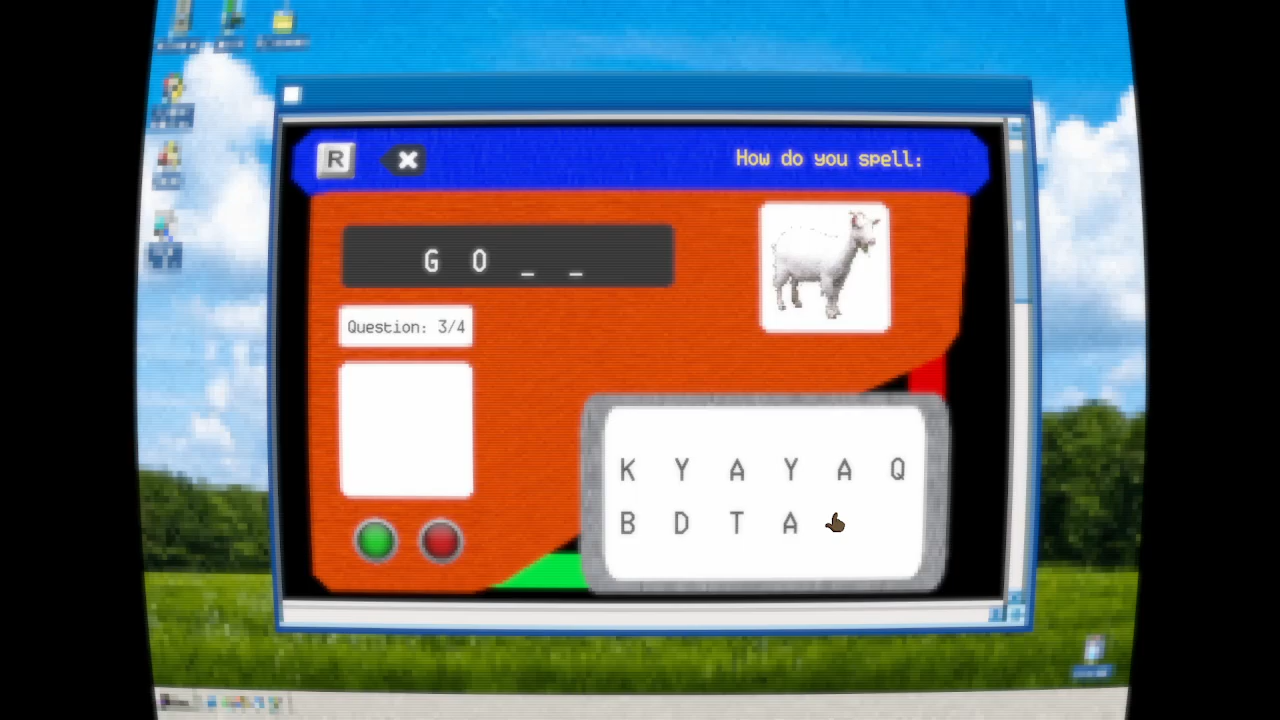 R
How do you spell:
G O _ _
Question: 3/4
K Y A Y A Q
B D T A